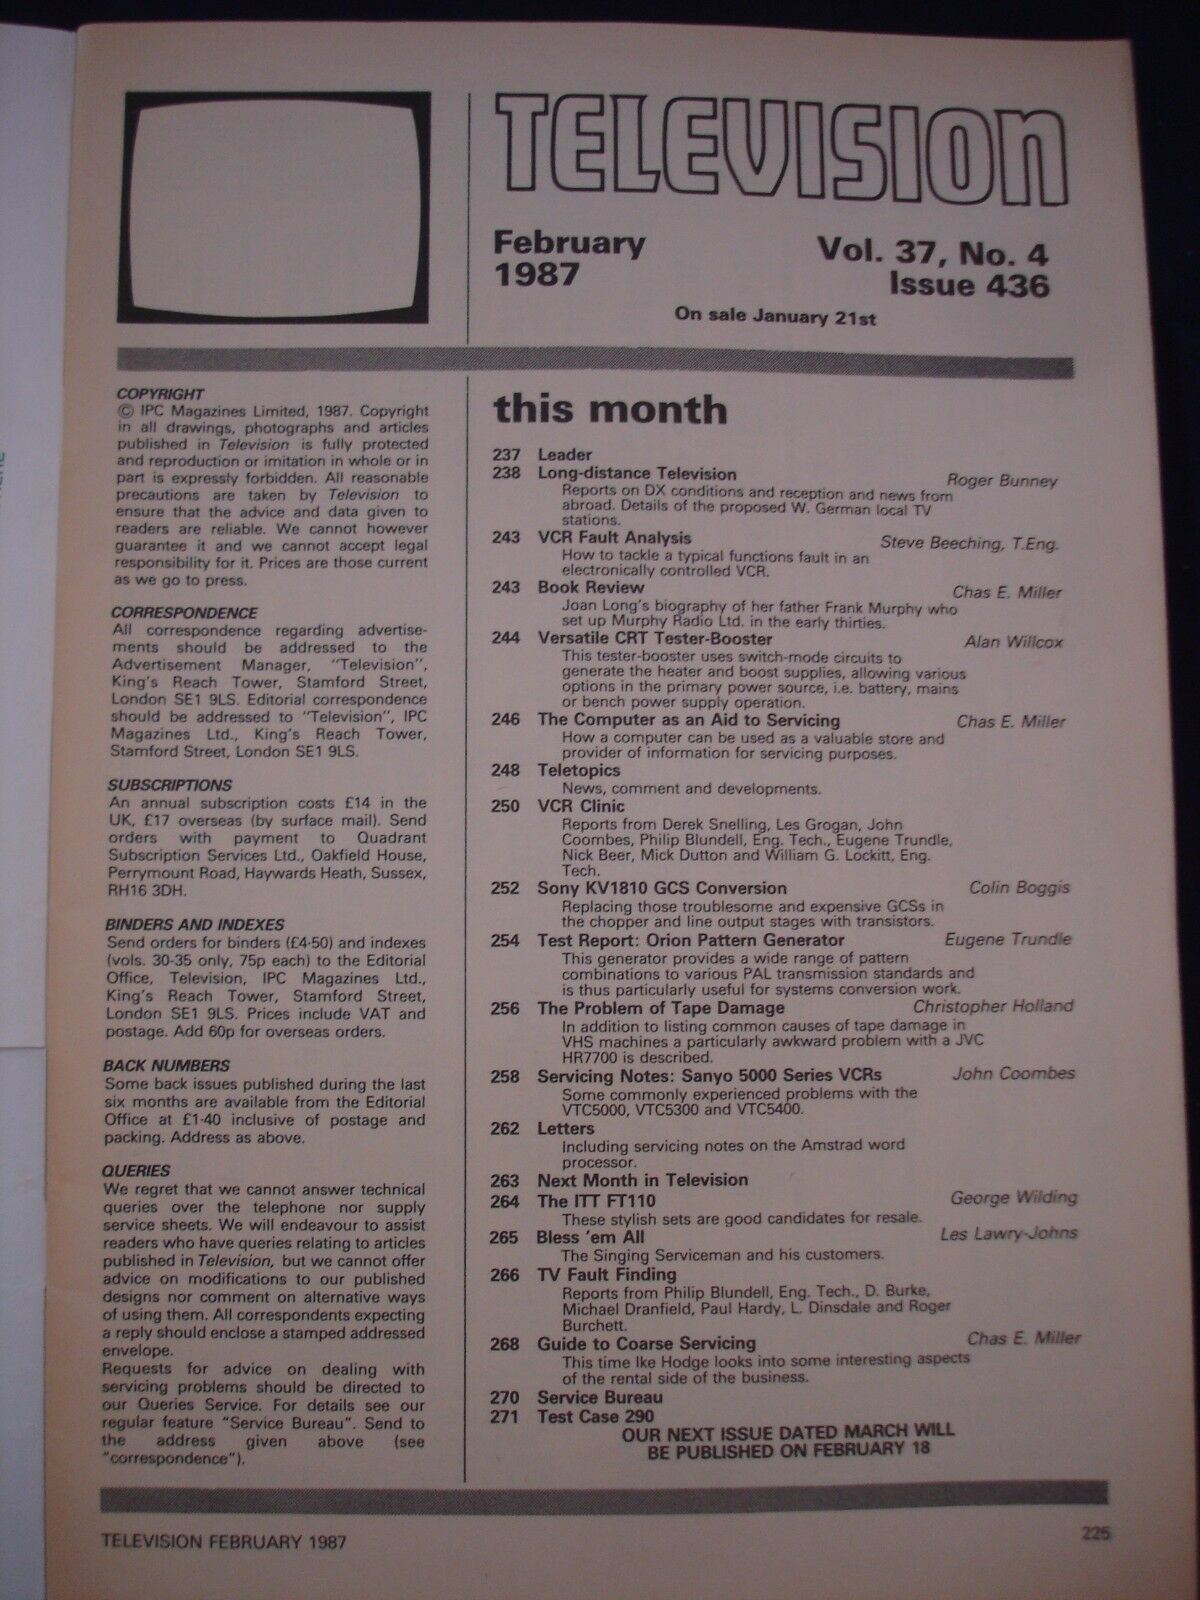 TELEVISION
February
1987
Vol. 37, No. 4
Issue 436
On sale January 21st
COPYRIGHT
© IPC Magazines Limited, 1987. Copyright
in all drawings, photographs and articles
published in Television is fully protected
and reproduction or imitation in whole or in
part is expressly forbidden. All reasonable
precautions are taken by Television to
ensure that the advice and data given to
readers are reliable. We cannot however
guarantee it and we cannot accept legal
responsibility for it. Prices are those current
as we go to press.
CORRESPONDENCE
All correspondence regarding advertise-
ments should be addressed to the
Advertisement Manager, "Television",
King's Reach Tower, Stamford Street,
London SE1 9LS. Editorial correspondence
should be addressed to "Television", IPC
Magazines Ltd., King's Reach Tower,
Stamford Street, London SE1 9LS.
SUBSCRIPTIONS
An annual subscription costs £14 in the
UK, £17 overseas (by surface mail). Send
orders with payment to Quadrant
Subscription Services Ltd., Oakfield House,
Perrymount Road, Haywards Heath, Sussex,
RH16 3DH.
BINDERS AND INDEXES
Send orders for binders (£4·50) and indexes
(vols. 30-35 only, 75p each) to the Editorial
Office, Television, IPC Magazines Ltd.,
King's Reach Tower, Stamford Street,
London SE1 9LS. Prices include VAT and
postage. Add 60p for overseas orders.
BACK NUMBERS
Some back issues published during the last
six months are available from the Editorial
Office at £1·40 inclusive of postage and
packing. Address as above.
QUERIES
We regret that we cannot answer technical
queries over the telephone nor supply
service sheets. We will endeavour to assist
readers who have queries relating to articles
published in Television, but we cannot offer
advice on modifications to our published
designs nor comment on alternative ways
of using them. All correspondents expecting
a reply should enclose a stamped addressed
envelope.
Requests for advice on dealing with
servicing problems should be directed to
our Queries Service. For details see our
regular feature "Service Bureau". Send to
the address given above (see
"correspondence").
this month
237 Leader
238 Long-distance Television Roger Bunney
Reports on DX conditions and reception and news from
abroad. Details of the proposed W. German local TV
stations.
243 VCR Fault Analysis Steve Beeching, T.Eng.
How to tackle a typical functions fault in an
electronically controlled VCR.
243 Book Review Chas E. Miller
Joan Long's biography of her father Frank Murphy who
set up Murphy Radio Ltd. in the early thirties.
244 Versatile CRT Tester-Booster Alan Willcox
This tester-booster uses switch-mode circuits to
generate the heater and boost supplies, allowing various
options in the primary power source, i.e. battery, mains
or bench power supply operation.
246 The Computer as an Aid to Servicing Chas E. Miller
How a computer can be used as a valuable store and
provider of information for servicing purposes.
248 Teletopics
News, comment and developments.
250 VCR Clinic
Reports from Derek Snelling, Les Grogan, John
Coombes, Philip Blundell, Eng. Tech., Eugene Trundle,
Nick Beer, Mick Dutton and William G. Lockitt, Eng.
Tech.
252 Sony KV1810 GCS Conversion Colin Boggis
Replacing those troublesome and expensive GCSs in
the chopper and line output stages with transistors.
254 Test Report: Orion Pattern Generator Eugene Trundle
This generator provides a wide range of pattern
combinations to various PAL transmission standards and
is thus particularly useful for systems conversion work.
256 The Problem of Tape Damage Christopher Holland
In addition to listing common causes of tape damage in
VHS machines a particularly awkward problem with a JVC
HR7700 is described.
258 Servicing Notes: Sanyo 5000 Series VCRs John Coombes
Some commonly experienced problems with the
VTC5000, VTC5300 and VTC5400.
262 Letters
Including servicing notes on the Amstrad word
processor.
263 Next Month in Television
264 The ITT FT110 George Wilding
These stylish sets are good candidates for resale.
265 Bless 'em All Les Lawry-Johns
The Singing Serviceman and his customers.
266 TV Fault Finding
Reports from Philip Blundell, Eng. Tech., D. Burke,
Michael Dranfield, Paul Hardy, L. Dinsdale and Roger
Burchett.
268 Guide to Coarse Servicing Chas E. Miller
This time Ike Hodge looks into some interesting aspects
of the rental side of the business.
270 Service Bureau
271 Test Case 290
OUR NEXT ISSUE DATED MARCH WILL
BE PUBLISHED ON FEBRUARY 18
TELEVISION FEBRUARY 1987
225